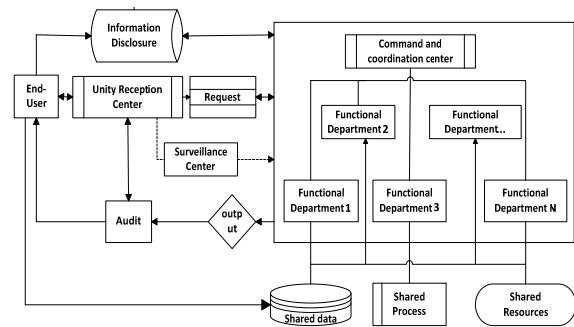 Information
Disclosure
Command and
coordination center
End-
User
Unity Reception
Center
Request
Functional
Department 2
Functional
Department...
Surveillance
Center
Functional
Department 1
Functional
Department 3
Functional
Department N
Audit
outp
ut
Shared data
Shared
Process
Shared
Resources